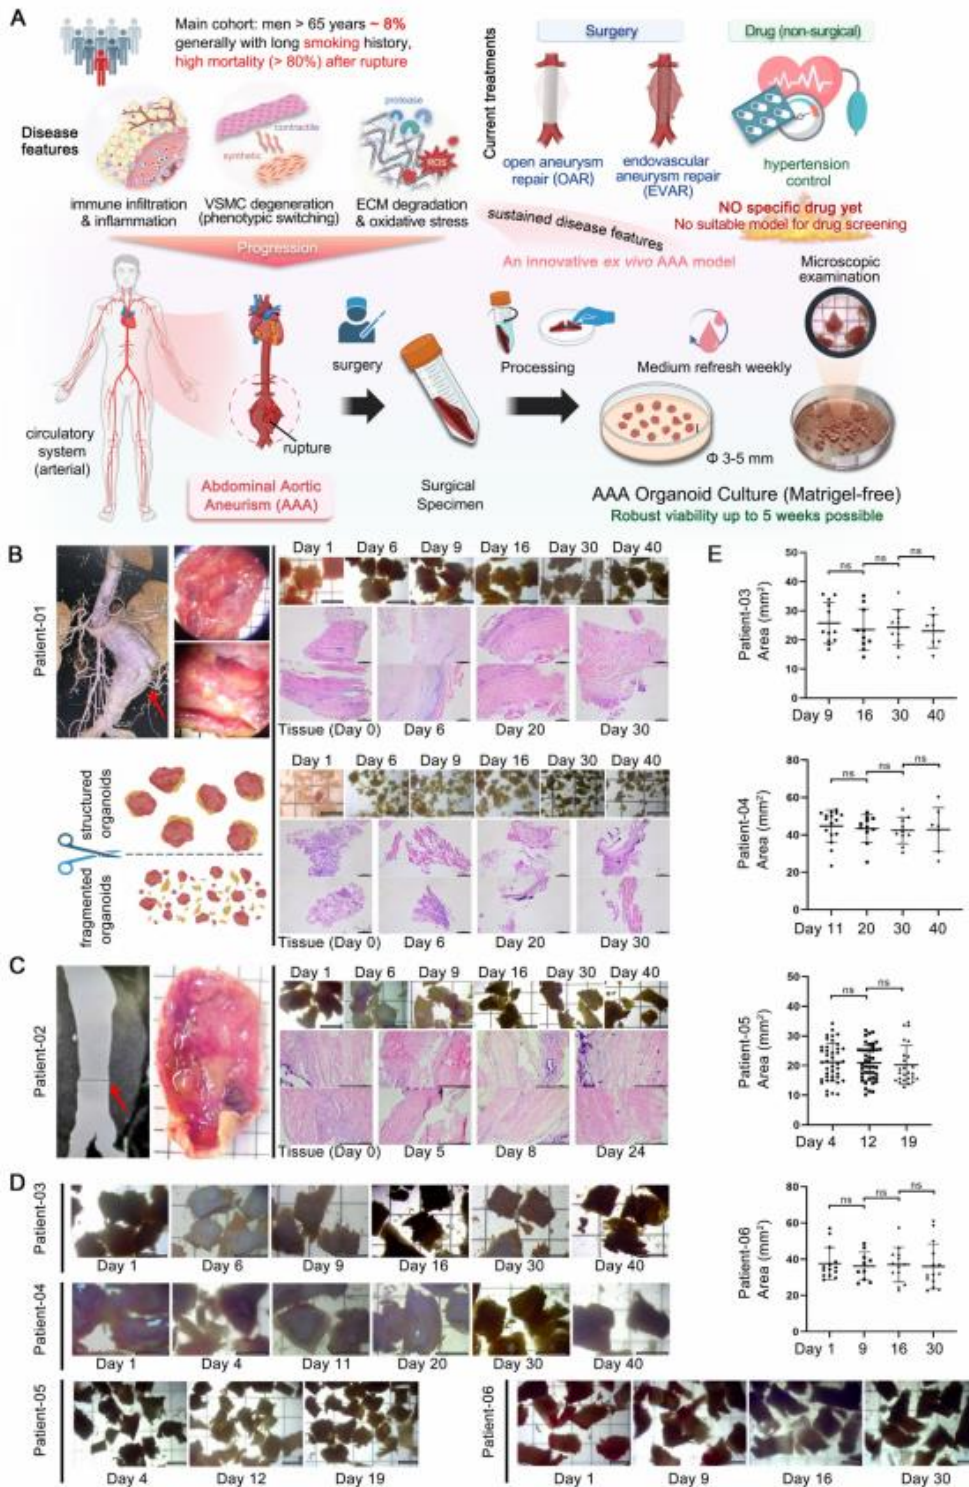 A
Main cohort: men > 65 years ~ 8%
generally with long smoking history,
high mortality (> 80%) after rupture
Disease
features
contractile
synthetic
protease
ROS
immune infiltration
& inflammation
VSMC degeneration
(phenotypic switching)
ECM degradation
& oxidative stress
Progression
Current treatments
Surgery
Drug (non-surgical)
open aneurysm
repair (OAR)
endovascular
aneurysm repair
(EVAR)
hypertension
control
NO specific drug yet
No suitable model for drug screening
sustained disease features
An innovative ex vivo AAA model
Microscopic
examination
circulatory
system
(arterial)
rupture
Abdominal Aortic
Aneurism (AAA)
surgery
Surgical
Specimen
Processing
Medium refresh weekly
Φ 3-5 mm
AAA Organoid Culture (Matrigel-free)
Robust viability up to 5 weeks possible
B
Patient-01
Day 1 Day 6 Day 9 Day 16 Day 30 Day 40
Tissue (Day 0) Day 6 Day 20 Day 30
structured
organoids
fragmented
organoids
Day 1 Day 6 Day 9 Day 16 Day 30 Day 40
Tissue (Day 0) Day 6 Day 20 Day 30
C
Patient-02
Day 1 Day 6 Day 9 Day 16 Day 30 Day 40
Tissue (Day 0) Day 5 Day 8 Day 24
D
Patient-03
Day 1 Day 6 Day 9 Day 16 Day 30 Day 40
Patient-04
Day 1 Day 4 Day 11 Day 20 Day 30 Day 40
Patient-05
Day 4 Day 12 Day 19
Patient-06
Day 1 Day 9 Day 16 Day 30
E
Patient-03
Area (mm²)
50
40
30
20
10
0
ns ns ns
Day 9 16 30 40
Patient-04
Area (mm²)
80
60
40
20
0
ns ns ns
Day 11 20 30 40
Patient-05
Area (mm²)
50
40
30
20
10
0
ns ns
Day 4 12 19
Patient-06
Area (mm²)
80
60
40
20
0
ns ns ns
Day 1 9 16 30